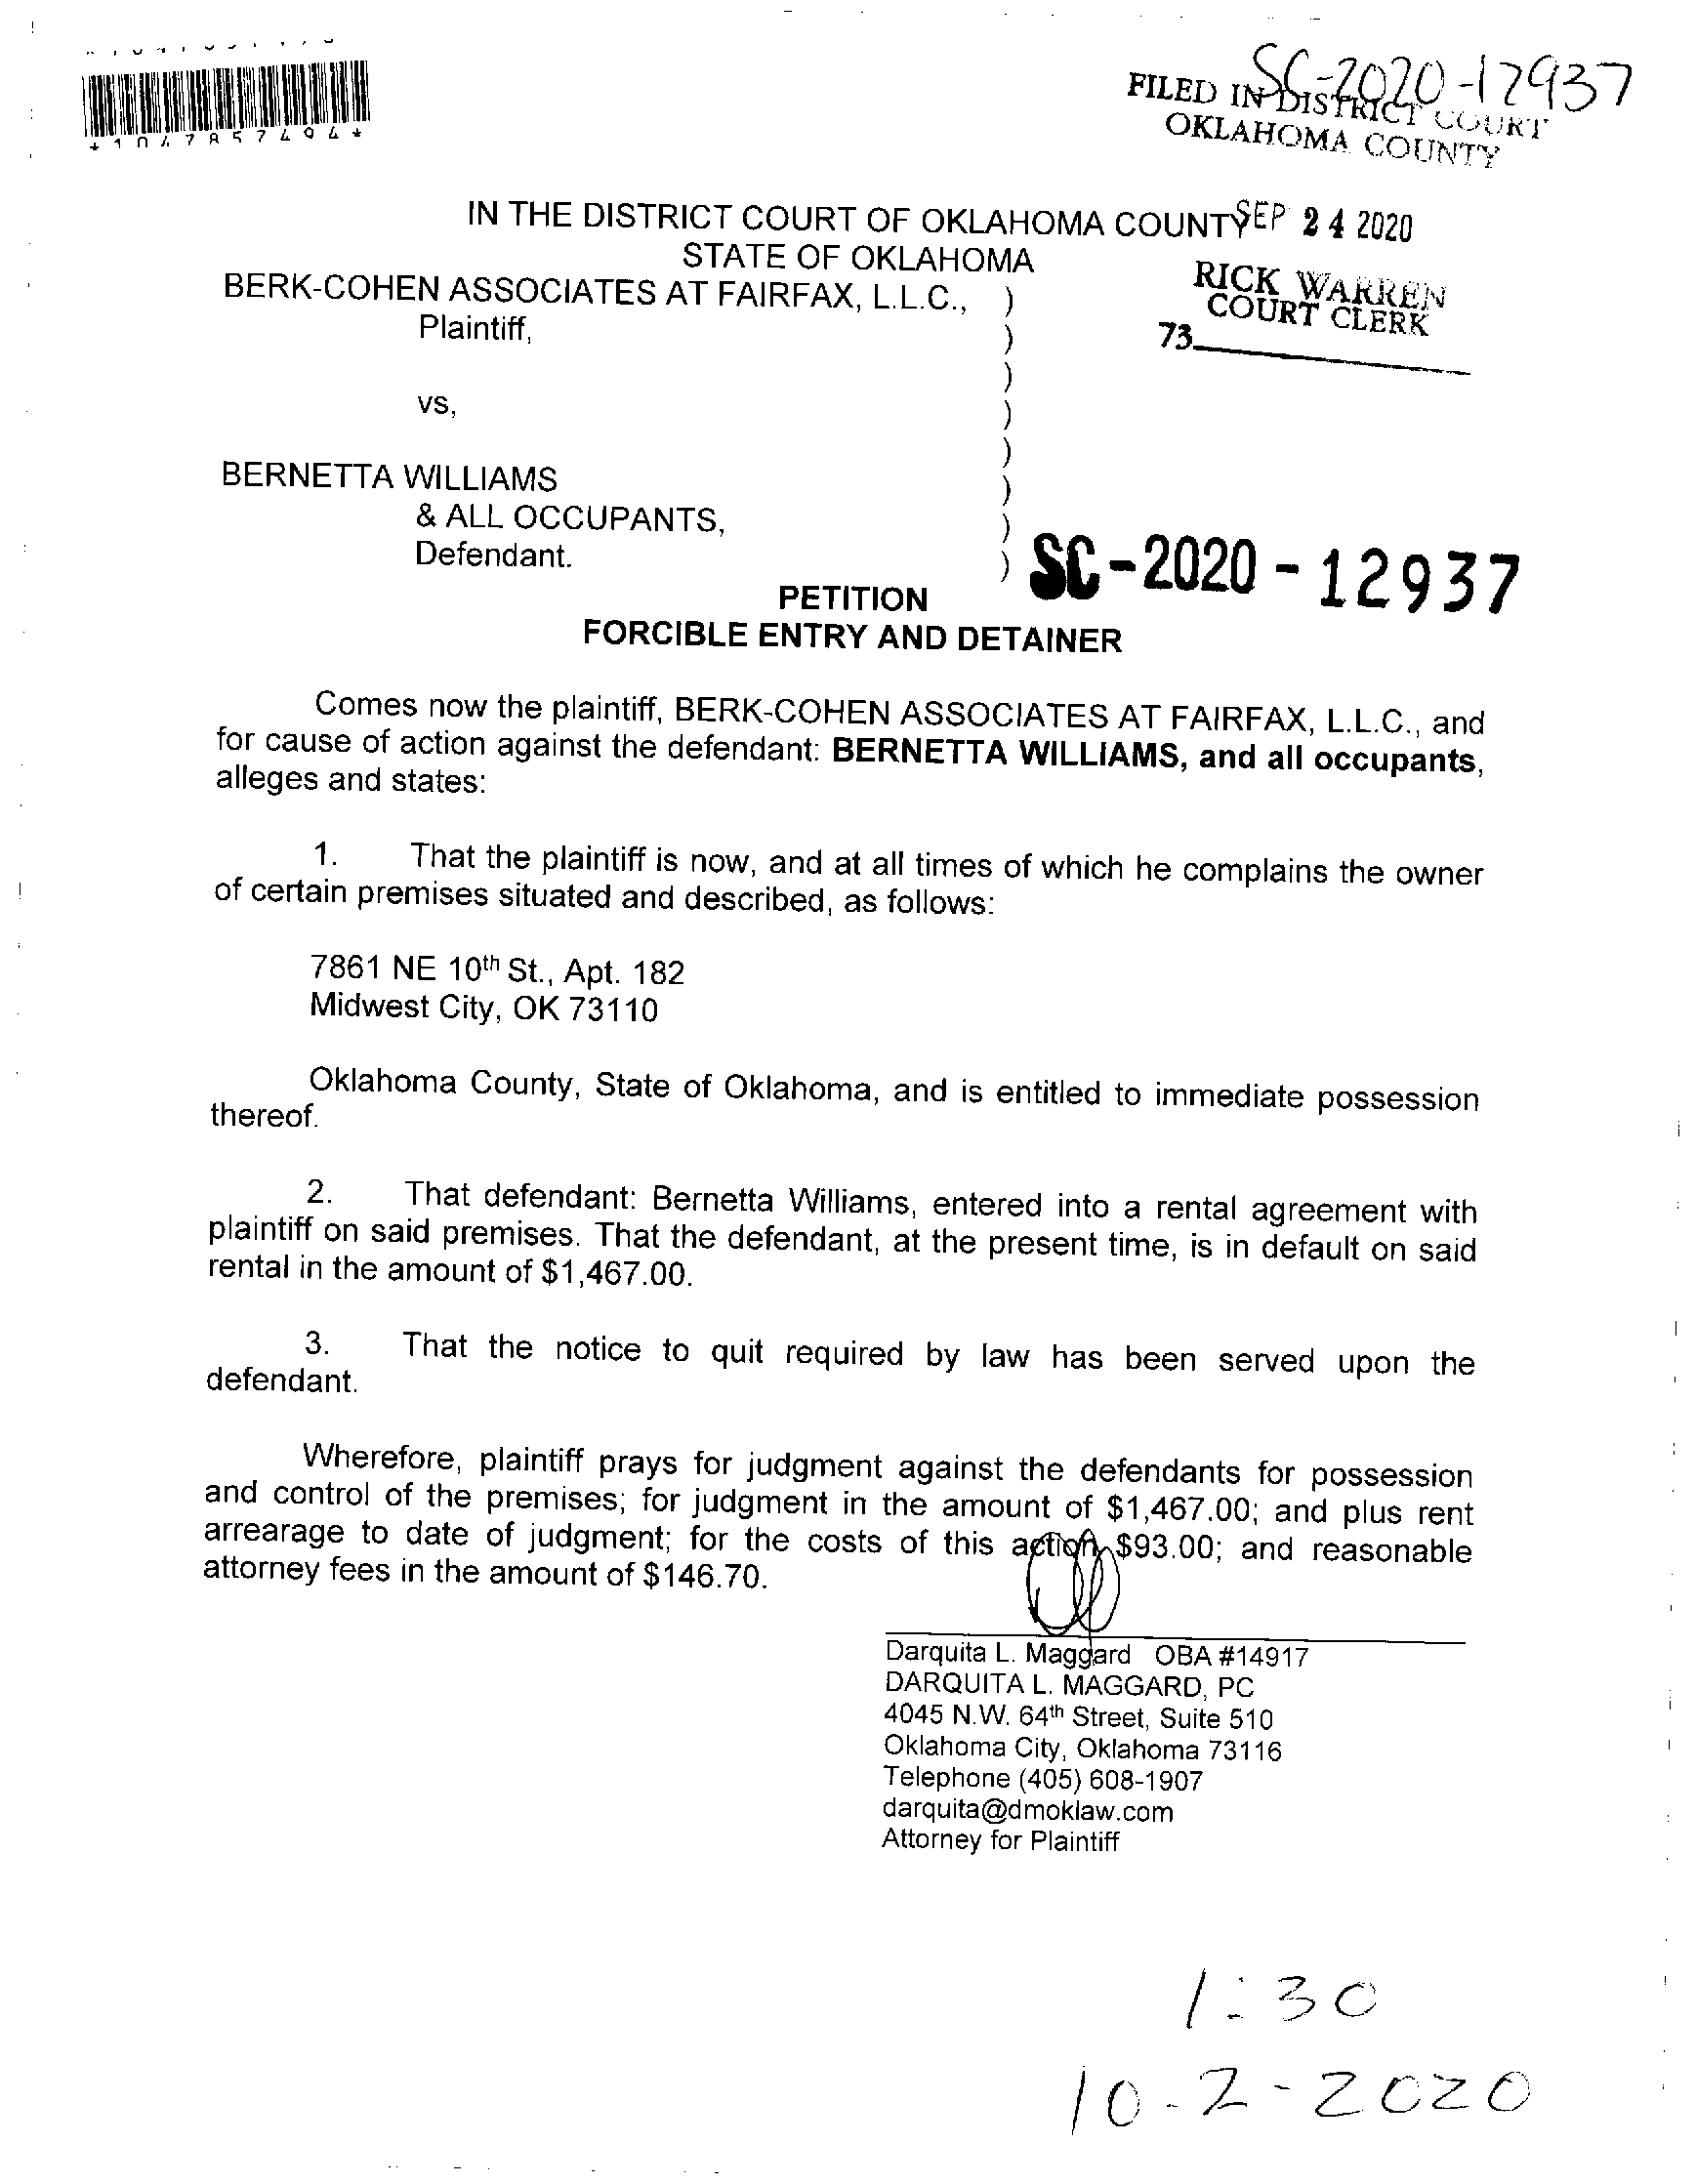 SC-2020-12937
FILED IN DISTRICT COURT
OKLAHOMA COUNTY
*1047857494*
IN THE DISTRICT COURT OF OKLAHOMA COUNTY SEP 24 2020
STATE OF OKLAHOMA
RICK WARREN
COURT CLERK
73
BERK-COHEN ASSOCIATES AT FAIRFAX, L.L.C., )
Plaintiff, )
)
vs, )
)
BERNETTA WILLIAMS )
& ALL OCCUPANTS, )
Defendant. )
SC-2020-12937
PETITION
FORCIBLE ENTRY AND DETAINER
Comes now the plaintiff, BERK-COHEN ASSOCIATES AT FAIRFAX, L.L.C., and
for cause of action against the defendant: BERNETTA WILLIAMS, and all occupants,
alleges and states:
1. That the plaintiff is now, and at all times of which he complains the owner
of certain premises situated and described, as follows:
7861 NE 10th St., Apt. 182
Midwest City, OK 73110
Oklahoma County, State of Oklahoma, and is entitled to immediate possession
thereof.
2. That defendant: Bernetta Williams, entered into a rental agreement with
plaintiff on said premises. That the defendant, at the present time, is in default on said
rental in the amount of $1,467.00.
3. That the notice to quit required by law has been served upon the
defendant.
Wherefore, plaintiff prays for judgment against the defendants for possession
and control of the premises; for judgment in the amount of $1,467.00; and plus rent
arrearage to date of judgment; for the costs of this action $93.00; and reasonable
attorney fees in the amount of $146.70.
Darquita L. Maggard OBA #14917
DARQUITA L. MAGGARD, PC
4045 N.W. 64th Street, Suite 510
Oklahoma City, Oklahoma 73116
Telephone (405) 608-1907
darquita@dmoklaw.com
Attorney for Plaintiff
1:30
10-2-2020